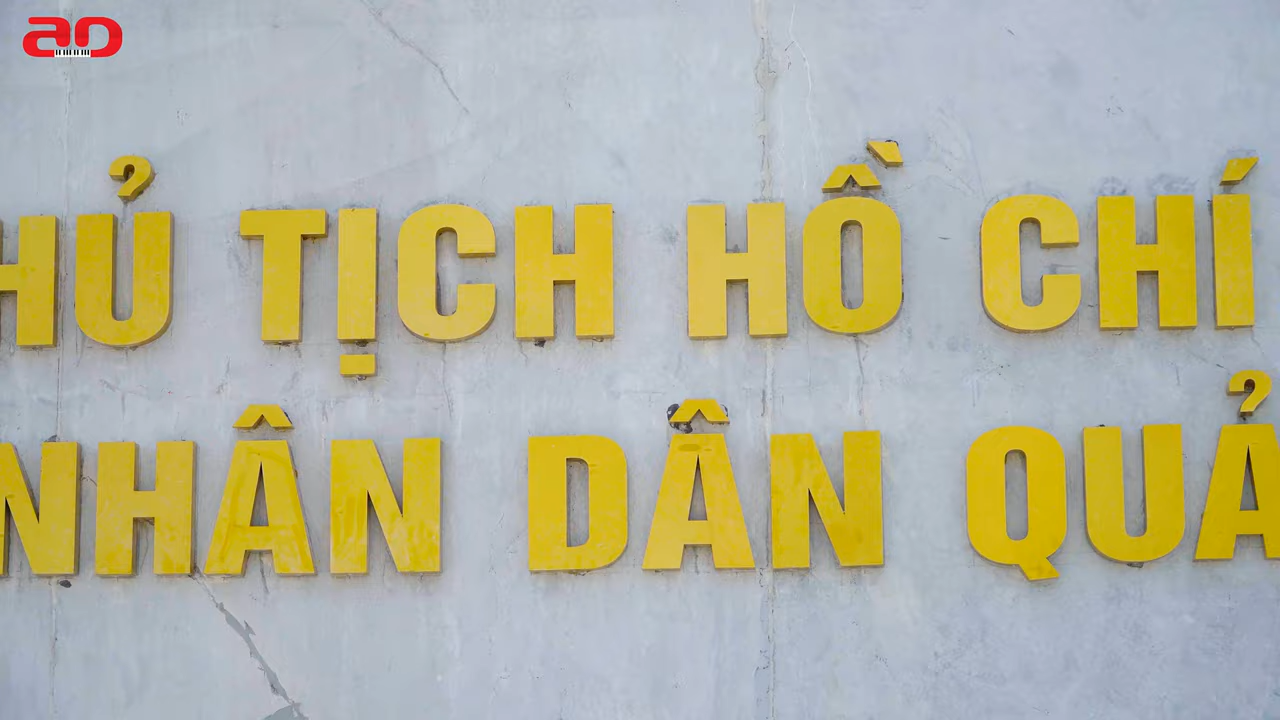 HỦ TỊCH HỒ CHÍ
NHÂN DÂN QUẢ